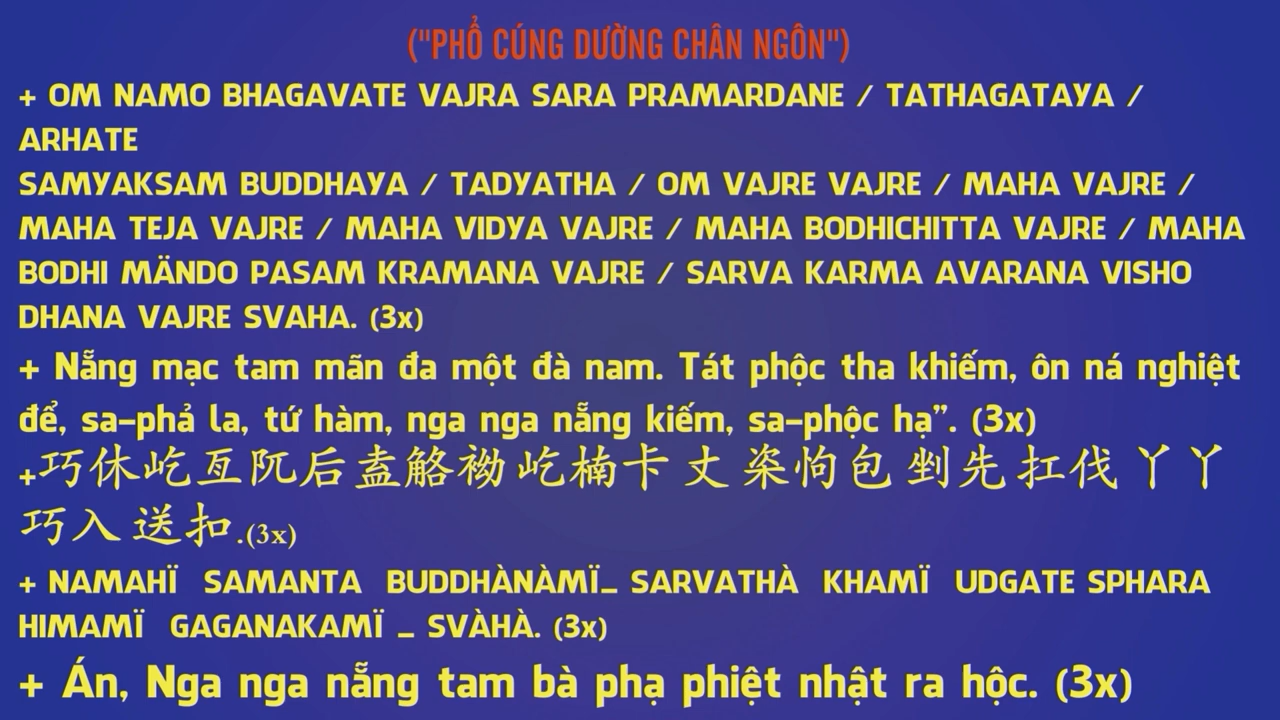 ("PHỔ CÚNG DƯỜNG CHÂN NGÔN")
+ OM NAMO BHAGAVATE VAJRA SARA PRAMARDANE / TATHAGATAYA /
ARHATE
SAMYAKSAM BUDDHAYA / TADYATHA / OM VAJRE VAJRE / MAHA VAJRE /
MAHA TEJA VAJRE / MAHA VIDYA VAJRE / MAHA BODHICHITTA VAJRE / MAHA
BODHI MÄNDO PASAM KRAMANA VAJRE / SARVA KARMA AVARANA VISHO
DHANA VAJRE SVAHA. (3x)
+ Nẵng mạc tam mãn đa một đà nam. Tát phộc tha khiếm, ôn ná nghiệt
để, sa-phả la, tứ hàm, nga nga nẵng kiếm, sa-phộc hạ”. (3x)
+巧休屹亙阢后盍觡袎屹楠卡丈 粢怐包 剉先扛伐 丫丫
巧入送扣.(3x)
+ NAMAHÏ SAMANTA BUDDHÀNÀMÏ_ SARVATHÀ KHAMÏ UDGATE SPHARA
HIMAMÏ GAGANAKAMÏ _ SVÀHÀ. (3x)
+ Án, Nga nga nẵng tam bà phạ phiệt nhật ra hộc. (3x)